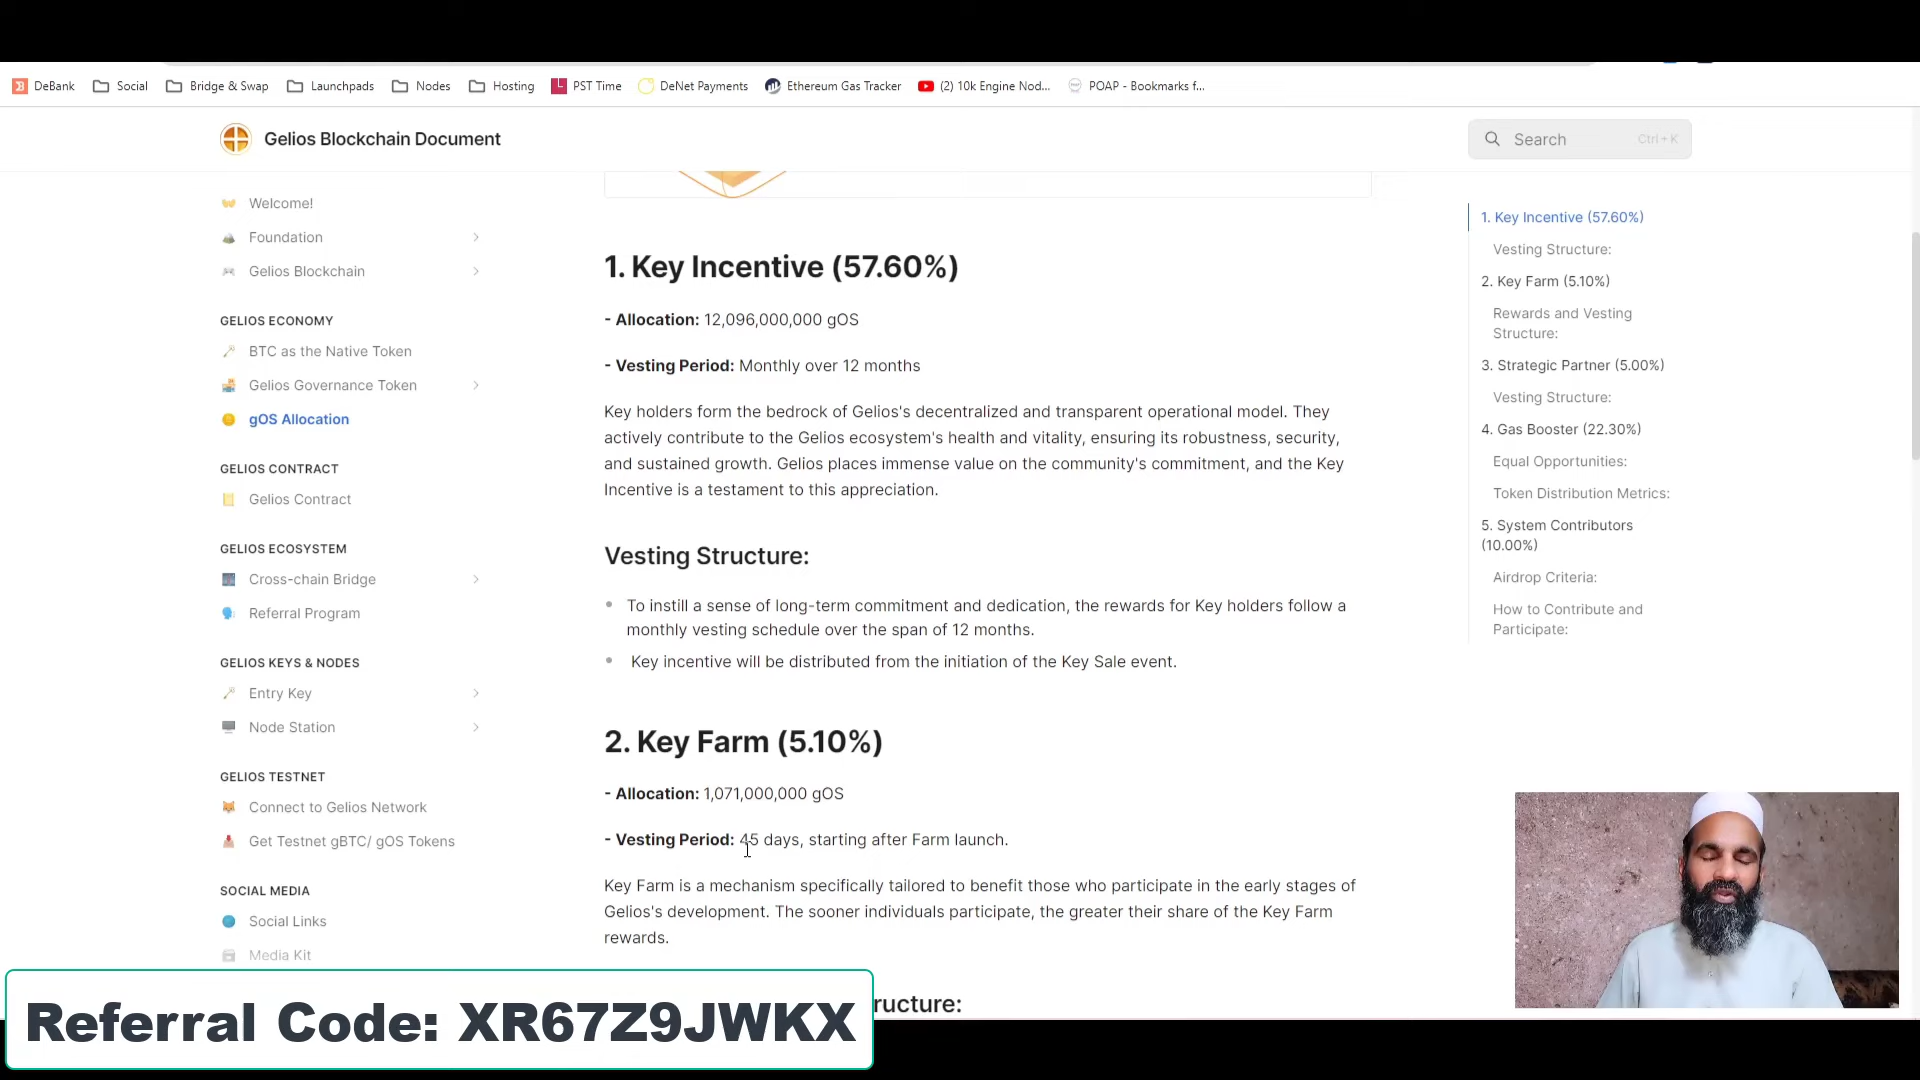 DeBank
Social
Bridge & Swap
Launchpads
Nodes
Hosting
PST Time
DeNet Payments
Ethereum Gas Tracker
(2) 10k Engine Nod...
POAP - Bookmarks f...
Gelios Blockchain Document
Search
Ctrl + K
Welcome!
Foundation
Gelios Blockchain
GELIOS ECONOMY
BTC as the Native Token
Gelios Governance Token
gOS Allocation
GELIOS CONTRACT
Gelios Contract
GELIOS ECOSYSTEM
Cross-chain Bridge
Referral Program
GELIOS KEYS & NODES
Entry Key
Node Station
GELIOS TESTNET
Connect to Gelios Network
Get Testnet gBTC/ gOS Tokens
SOCIAL MEDIA
Social Links
Media Kit
1. Key Incentive (57.60%)
- Allocation: 12,096,000,000 gOS
- Vesting Period: Monthly over 12 months
Key holders form the bedrock of Gelios's decentralized and transparent operational model. They
actively contribute to the Gelios ecosystem's health and vitality, ensuring its robustness, security,
and sustained growth. Gelios places immense value on the community's commitment, and the Key
Incentive is a testament to this appreciation.
Vesting Structure:
To instill a sense of long-term commitment and dedication, the rewards for Key holders follow a
monthly vesting schedule over the span of 12 months.
Key incentive will be distributed from the initiation of the Key Sale event.
2. Key Farm (5.10%)
- Allocation: 1,071,000,000 gOS
- Vesting Period: 45 days, starting after Farm launch.
Key Farm is a mechanism specifically tailored to benefit those who participate in the early stages of
Gelios's development. The sooner individuals participate, the greater their share of the Key Farm
rewards.
ructure:
1. Key Incentive (57.60%)
Vesting Structure:
2. Key Farm (5.10%)
Rewards and Vesting
Structure:
3. Strategic Partner (5.00%)
Vesting Structure:
4. Gas Booster (22.30%)
Equal Opportunities:
Token Distribution Metrics:
5. System Contributors
(10.00%)
Airdrop Criteria:
How to Contribute and
Participate:
Referral Code: XR67Z9JWKX